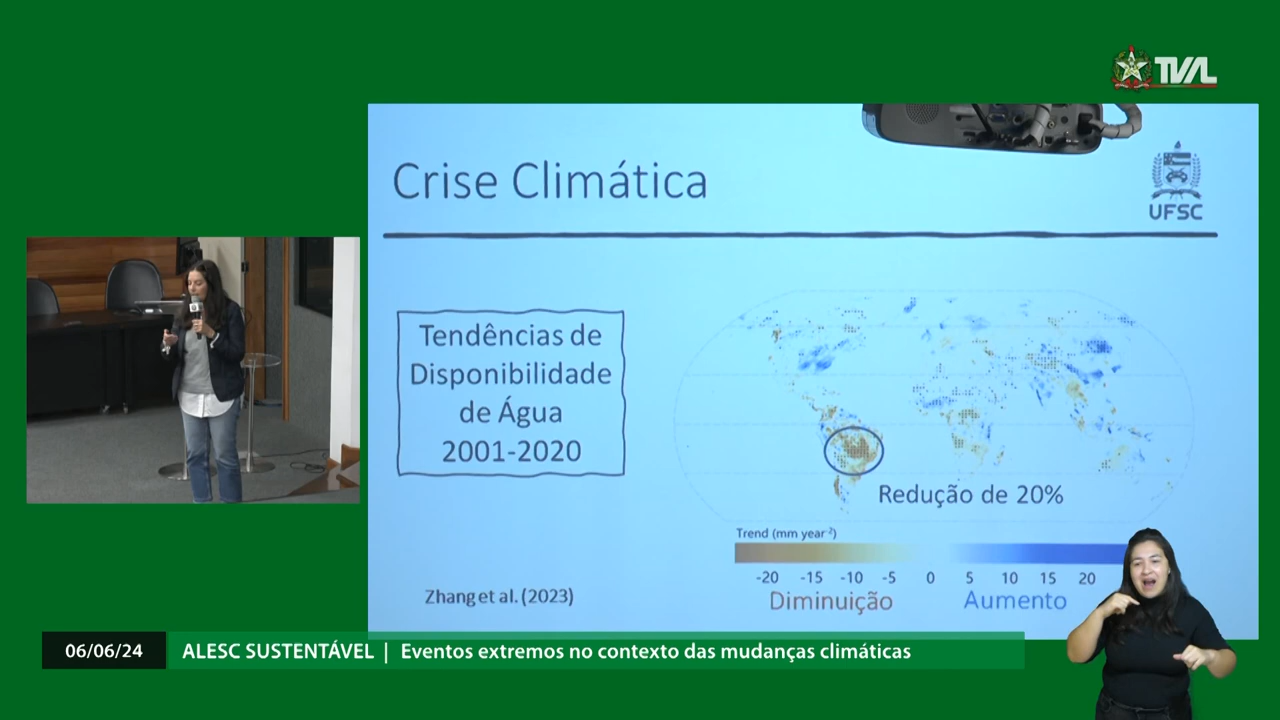 TVAL
Crise Climática
UFSC
Tendências de
Disponibilidade
de Água
2001-2020
Redução de 20%
Trend (mm year⁻²)
-20 -15 -10 -5 0 5 10 15 20
Diminuição Aumento
Zhang et al. (2023)
06/06/24 ALESC SUSTENTÁVEL | Eventos extremos no contexto das mudanças climáticas